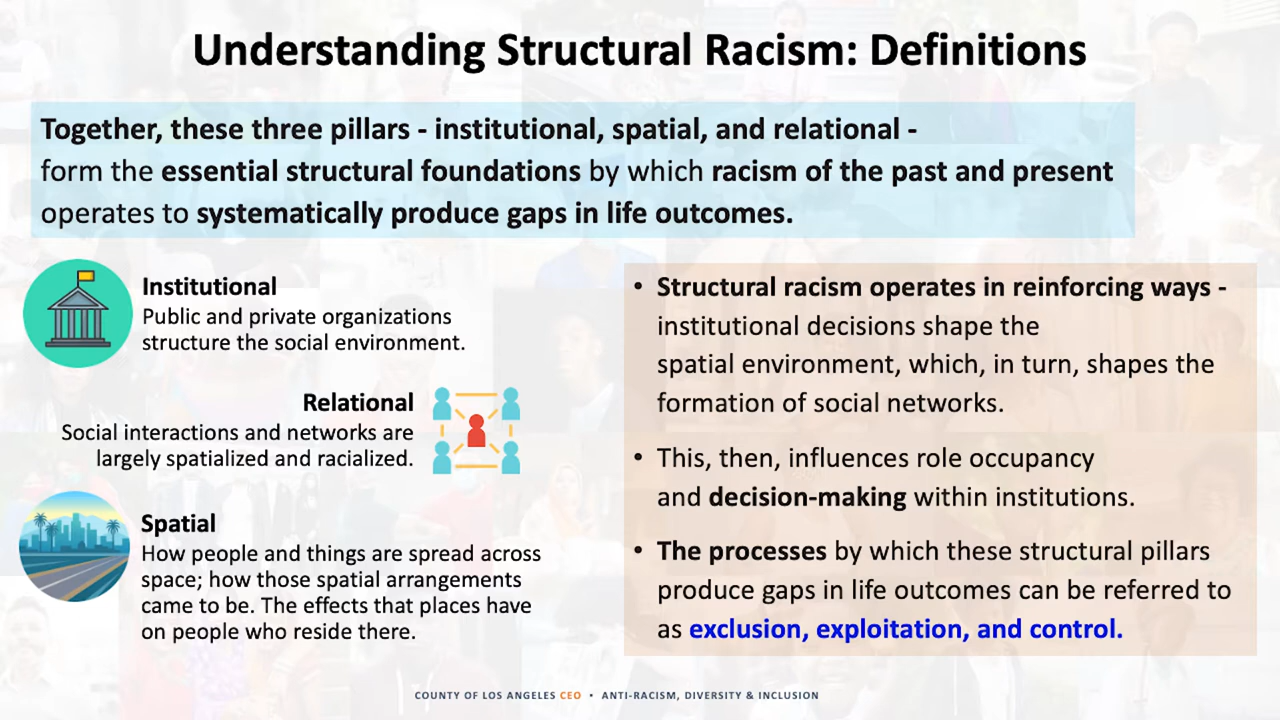 Understanding Structural Racism: Definitions
Together, these three pillars - institutional, spatial, and relational -
form the essential structural foundations by which racism of the past and present
operates to systematically produce gaps in life outcomes.
Institutional
Public and private organizations
structure the social environment.
Relational
Social interactions and networks are
largely spatialized and racialized.
Spatial
How people and things are spread across
space; how those spatial arrangements
came to be. The effects that places have
on people who reside there.
• Structural racism operates in reinforcing ways -
institutional decisions shape the
spatial environment, which, in turn, shapes the
formation of social networks.
• This, then, influences role occupancy
and decision-making within institutions.
• The processes by which these structural pillars
produce gaps in life outcomes can be referred to
as exclusion, exploitation, and control.
COUNTY OF LOS ANGELES CEO • ANTI-RACISM, DIVERSITY & INCLUSION